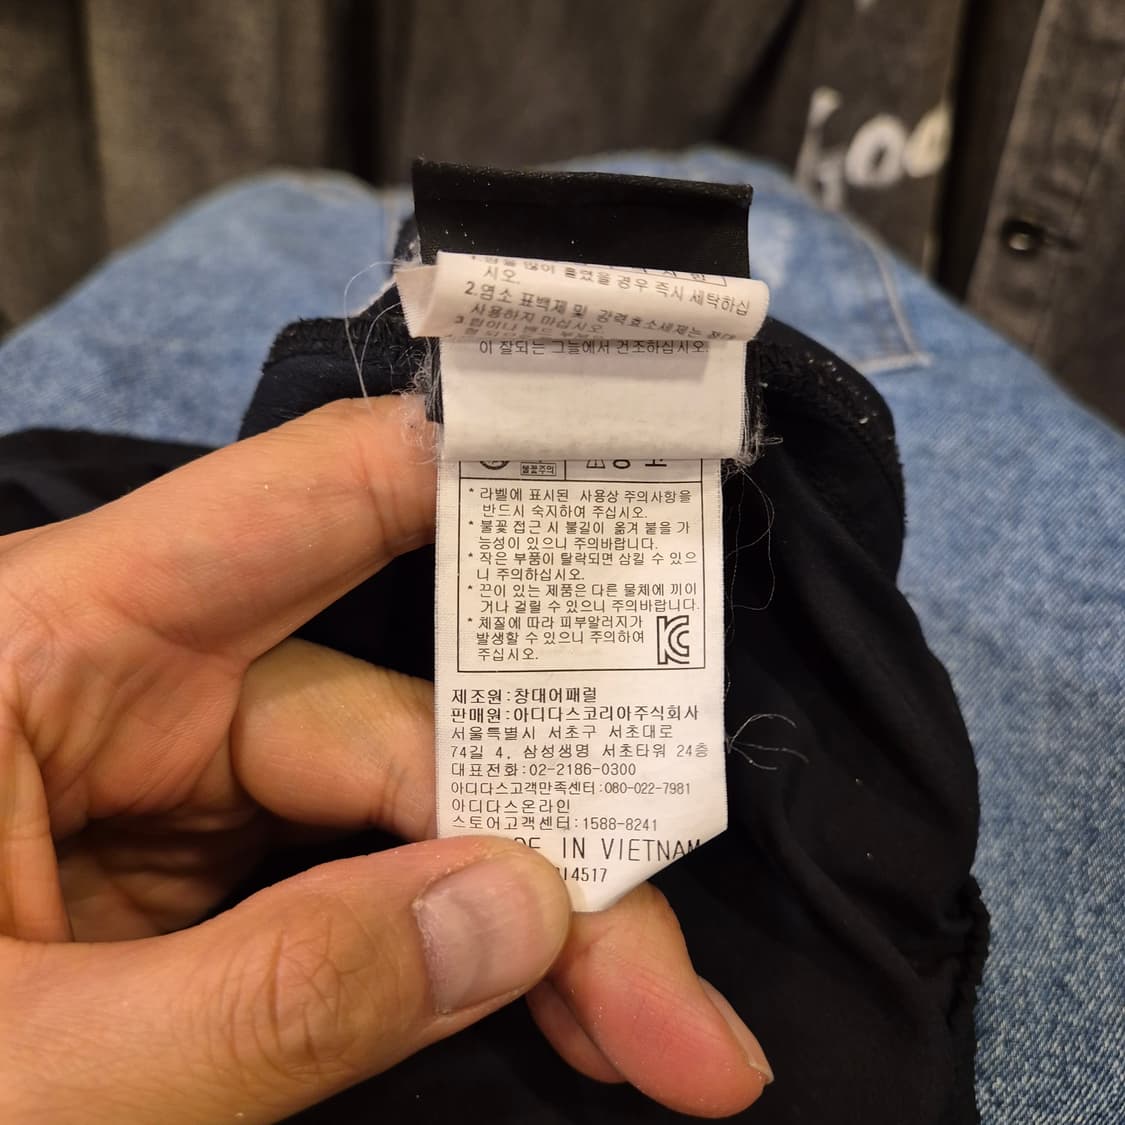 시오.
2.염소 표백제 및 강력효소세제는 절대
사용하지 마십시오
이 잘되는 그늘에서 건조하십시오.
불꽃주의
경고
* 라벨에 표시된 사용상 주의사항을
반드시 숙지하여 주십시오.
* 불꽃 접근 시 불길이 옮겨 붙을 가
능성이 있으니 주의바랍니다.
* 작은 부품이 탈락되면 삼킬 수 있으
니 주의하십시오.
* 끈이 있는 제품은 다른 물체에 끼이
거나 걸릴 수 있으니 주의바랍니다.
* 체질에 따라 피부알러지가
발생할 수 있으니 주의하여
주십시오.
KC
제조원:창대어패럴
판매원:아디다스코리아주식회사
서울특별시 서초구 서초대로
74길 4, 삼성생명 서초타워 24층
대표전화:02-2186-0300
아디다스고객만족센터:080-022-7981
아디다스온라인
스토어고객센터:1588-8241
IN VIETNAM
4517